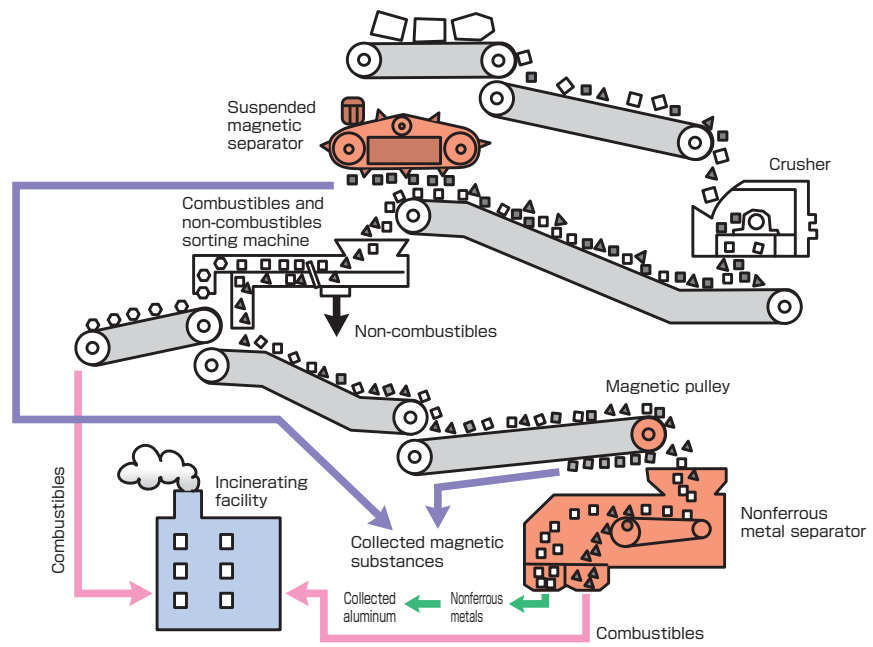 Suspended
magnetic
separator
Crusher
Combustibles and
non-combustibles
sorting machine
Non-combustibles
Magnetic pulley
Combustibles
Incinerating
facility
Collected magnetic
substances
Nonferrous
metal separator
Collected
aluminum
Nonferrous
metals
Combustibles